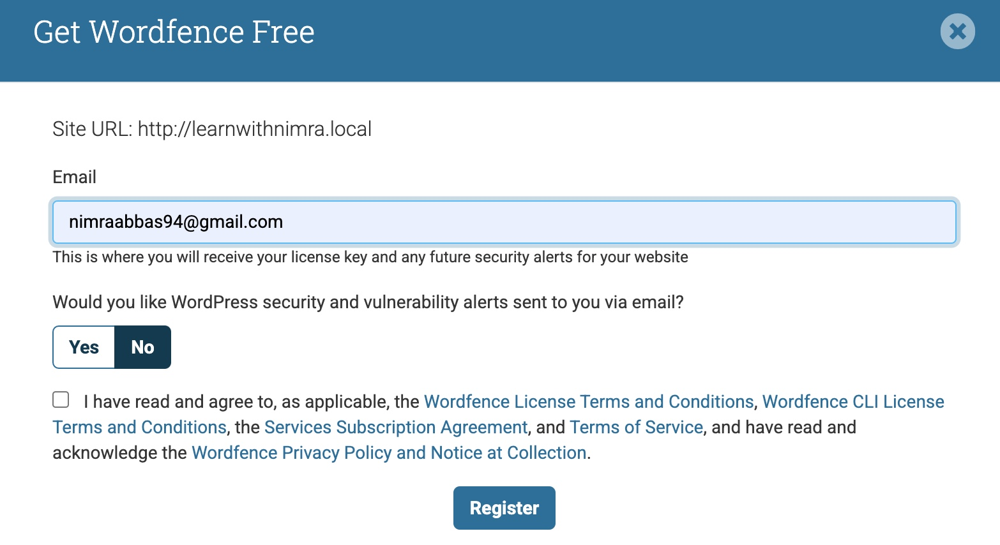 Get Wordfence Free
Site URL: http://learnwithnimra.local
Email
nimraabbas94@gmail.com
This is where you will receive your license key and any future security alerts for your website
Would you like WordPress security and vulnerability alerts sent to you via email?
Yes No
I have read and agree to, as applicable, the Wordfence License Terms and Conditions, Wordfence CLI License
Terms and Conditions, the Services Subscription Agreement, and Terms of Service, and have read and
acknowledge the Wordfence Privacy Policy and Notice at Collection.
Register